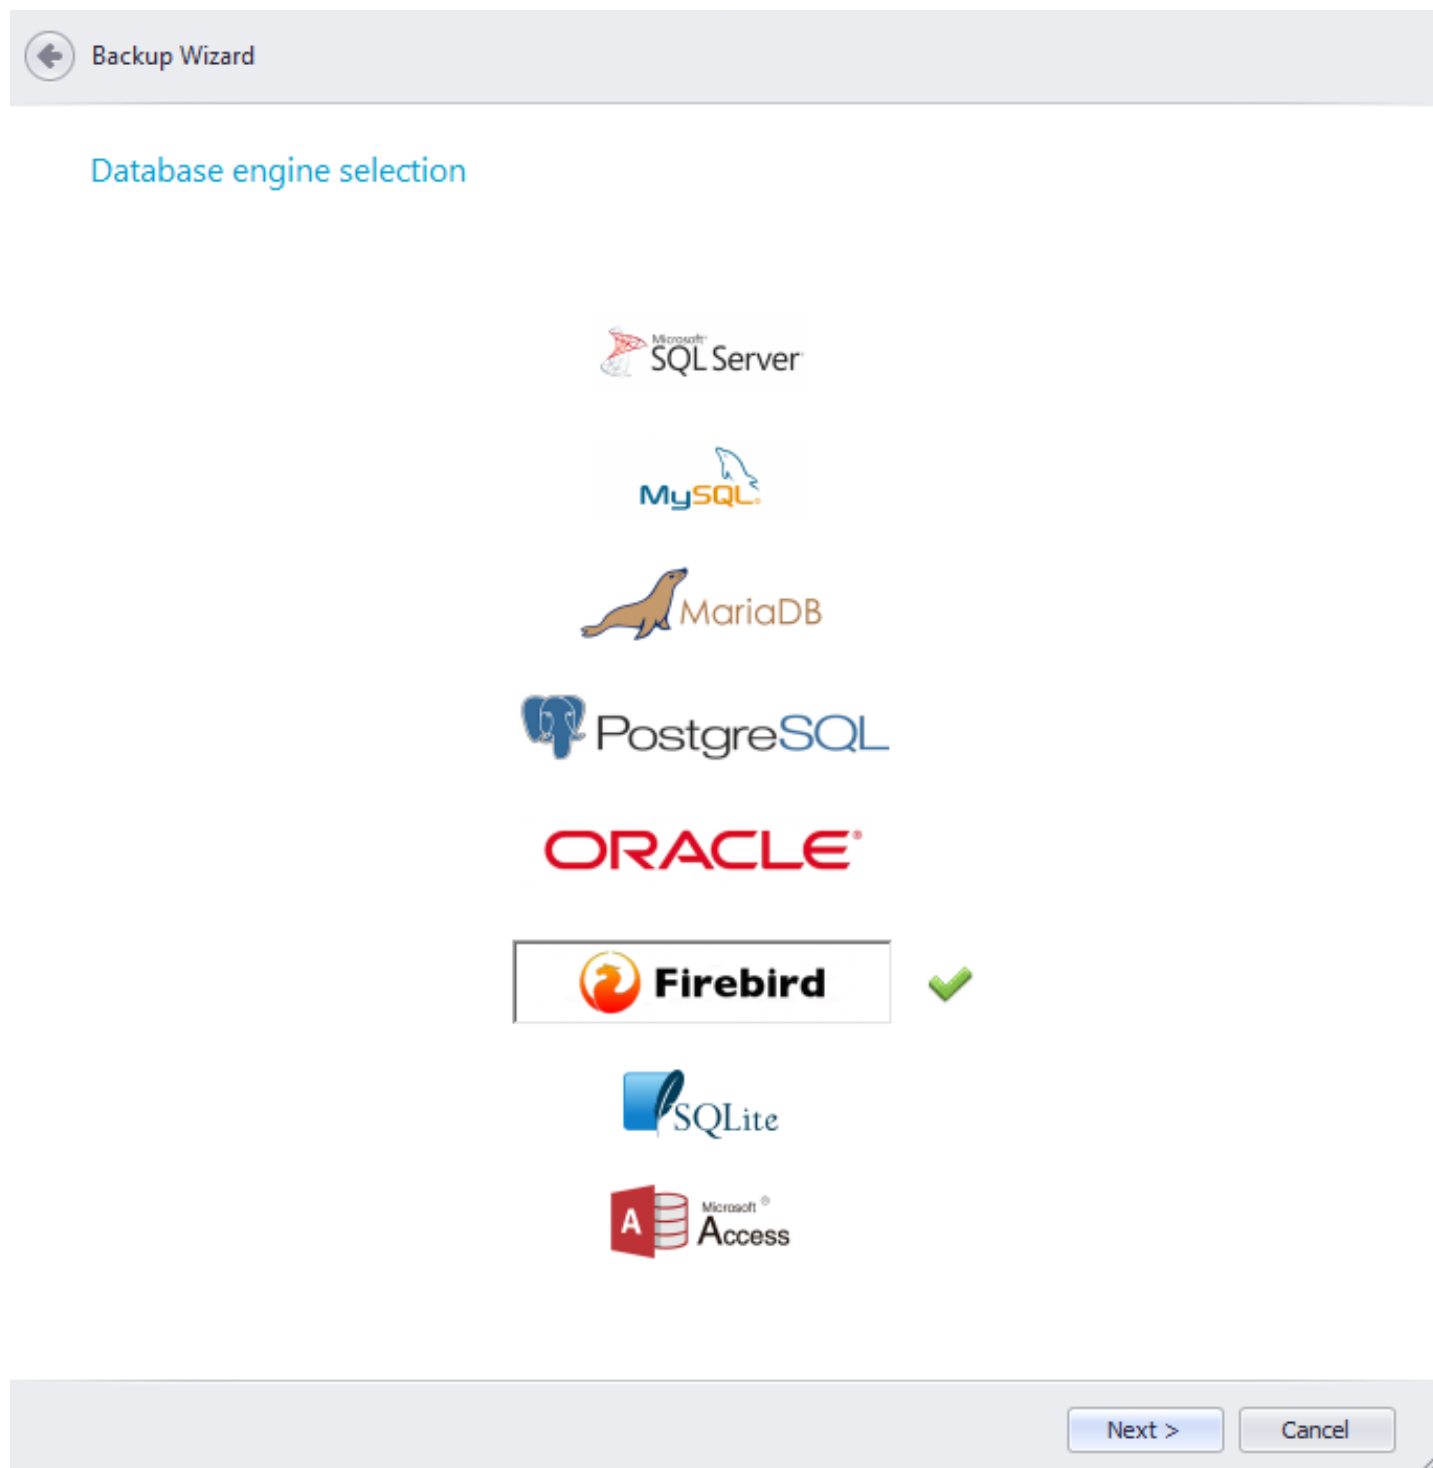 Backup Wizard
Database engine selection
Microsoft
SQL Server
MySQL®
MariaDB
PostgreSQL
ORACLE®
Firebird
SQLite
A
Microsoft ®
Access
Next >
Cancel